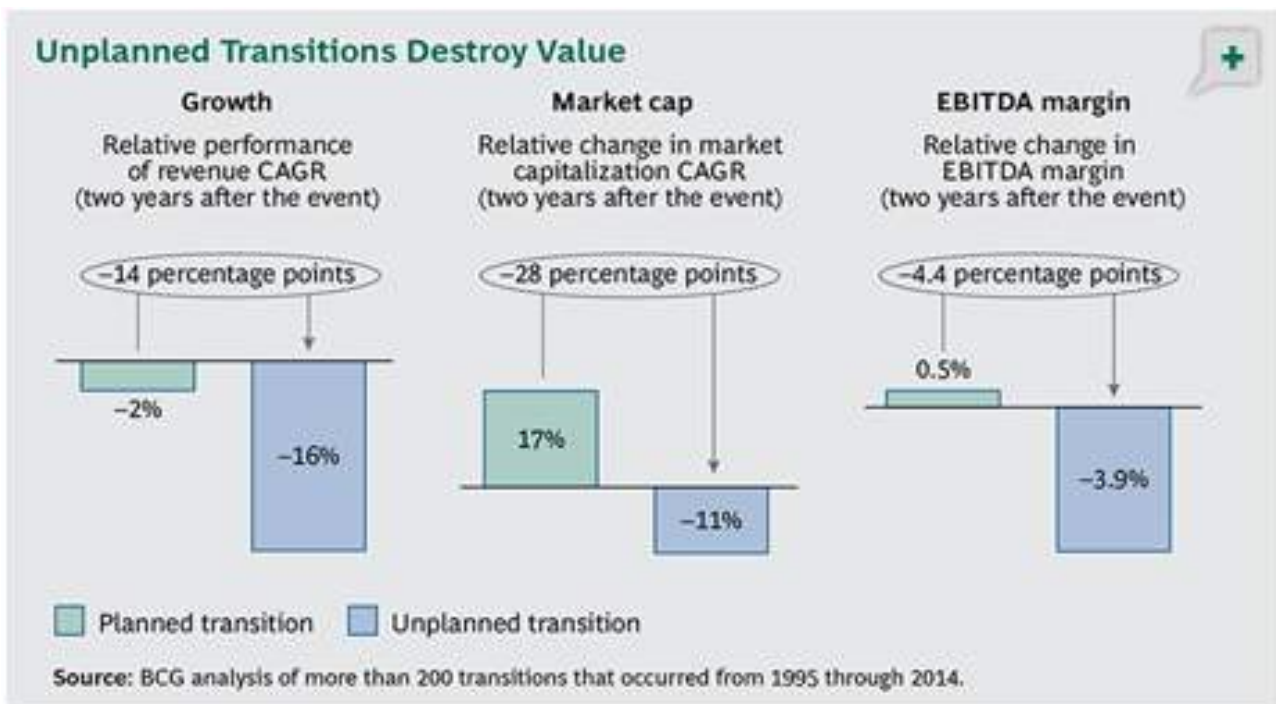 Unplanned Transitions Destroy Value
+
Growth
Relative performance
of revenue CAGR
(two years after the event)
–14 percentage points
–2%
–16%
Market cap
Relative change in market
capitalization CAGR
(two years after the event)
–28 percentage points
17%
–11%
EBITDA margin
Relative change in
EBITDA margin
(two years after the event)
–4.4 percentage points
0.5%
–3.9%
Planned transition
Unplanned transition
Source: BCG analysis of more than 200 transitions that occurred from 1995 through 2014.